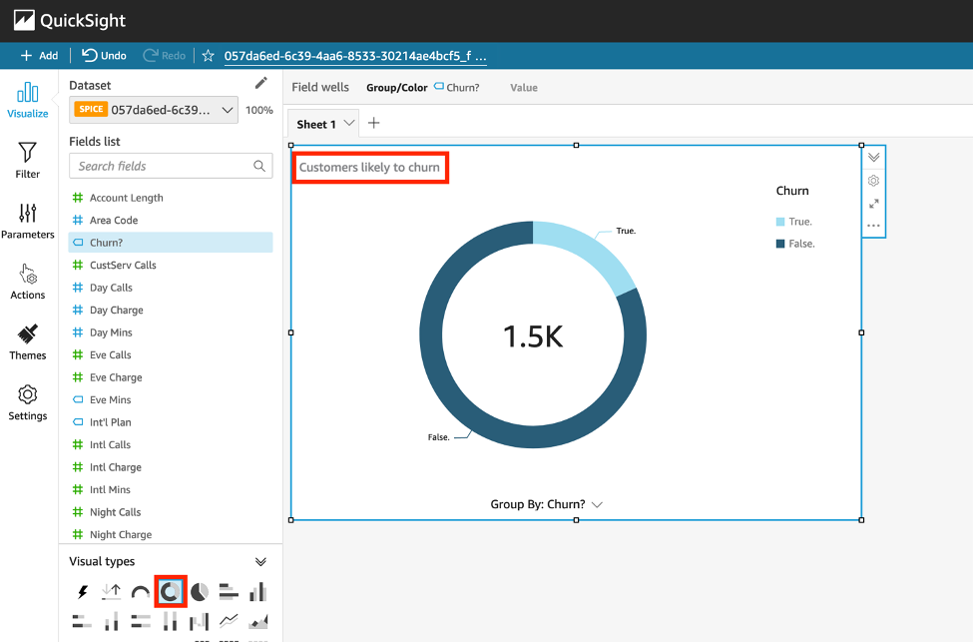 QuickSight
Add
Undo
Redo
057da6ed-6c39-4aa6-8533-30214ae4bcf5_f ...
Visualize
Filter
Parameters
Actions
Themes
Settings
Dataset
SPICE 057da6ed-6c39... 100%
Fields list
Search fields
Account Length
Area Code
Churn?
CustServ Calls
Day Calls
Day Charge
Day Mins
Eve Calls
Eve Charge
Eve Mins
Int'l Plan
Intl Calls
Intl Charge
Intl Mins
Night Calls
Night Charge
Visual types
Field wells Group/Color Churn? Value
Sheet 1
Customers likely to churn
Churn
True.
False.
True.
1.5K
False.
Group By: Churn?